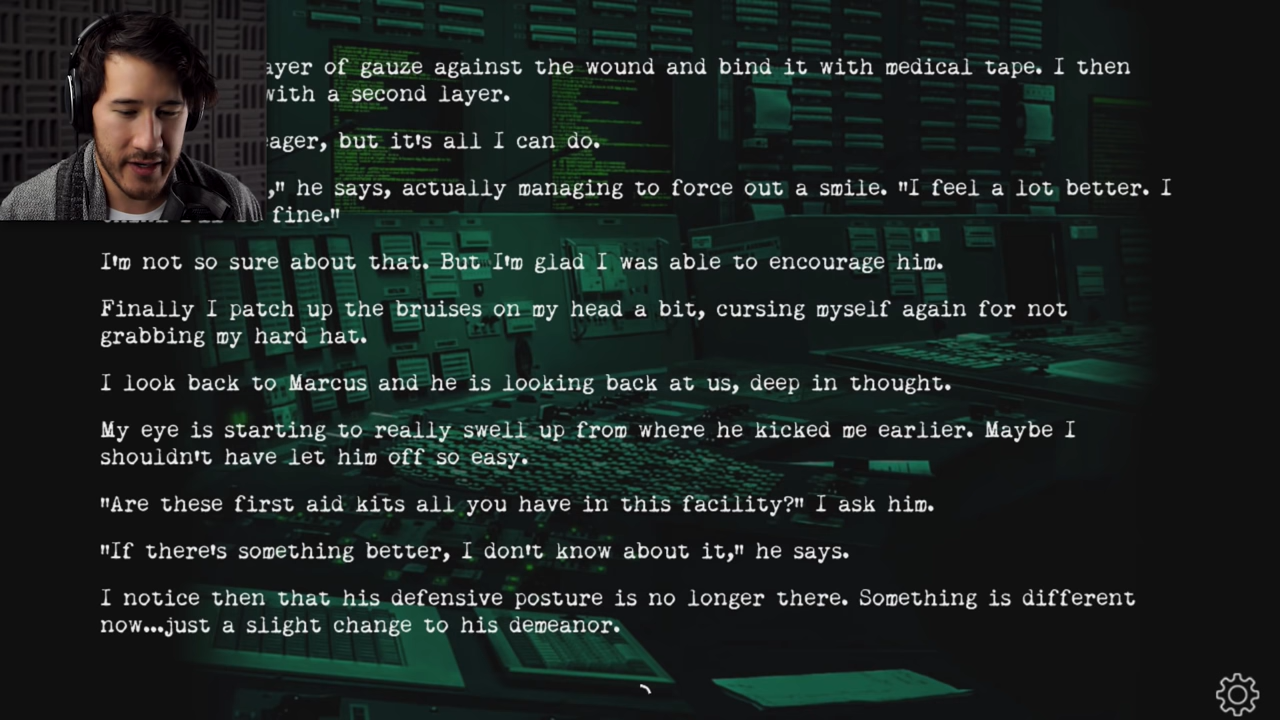 ayer of gauze against the wound and bind it with medical tape. I then
with a second layer.
eager, but it's all I can do.
," he says, actually managing to force out a smile. "I feel a lot better. I
fine."
I'm not so sure about that. But I'm glad I was able to encourage him.
Finally I patch up the bruises on my head a bit, cursing myself again for not
grabbing my hard hat.
I look back to Marcus and he is looking back at us, deep in thought.
My eye is starting to really swell up from where he kicked me earlier. Maybe I
shouldn't have let him off so easy.
"Are these first aid kits all you have in this facility?" I ask him.
"If there's something better, I don't know about it," he says.
I notice then that his defensive posture is no longer there. Something is different
now...just a slight change to his demeanor.